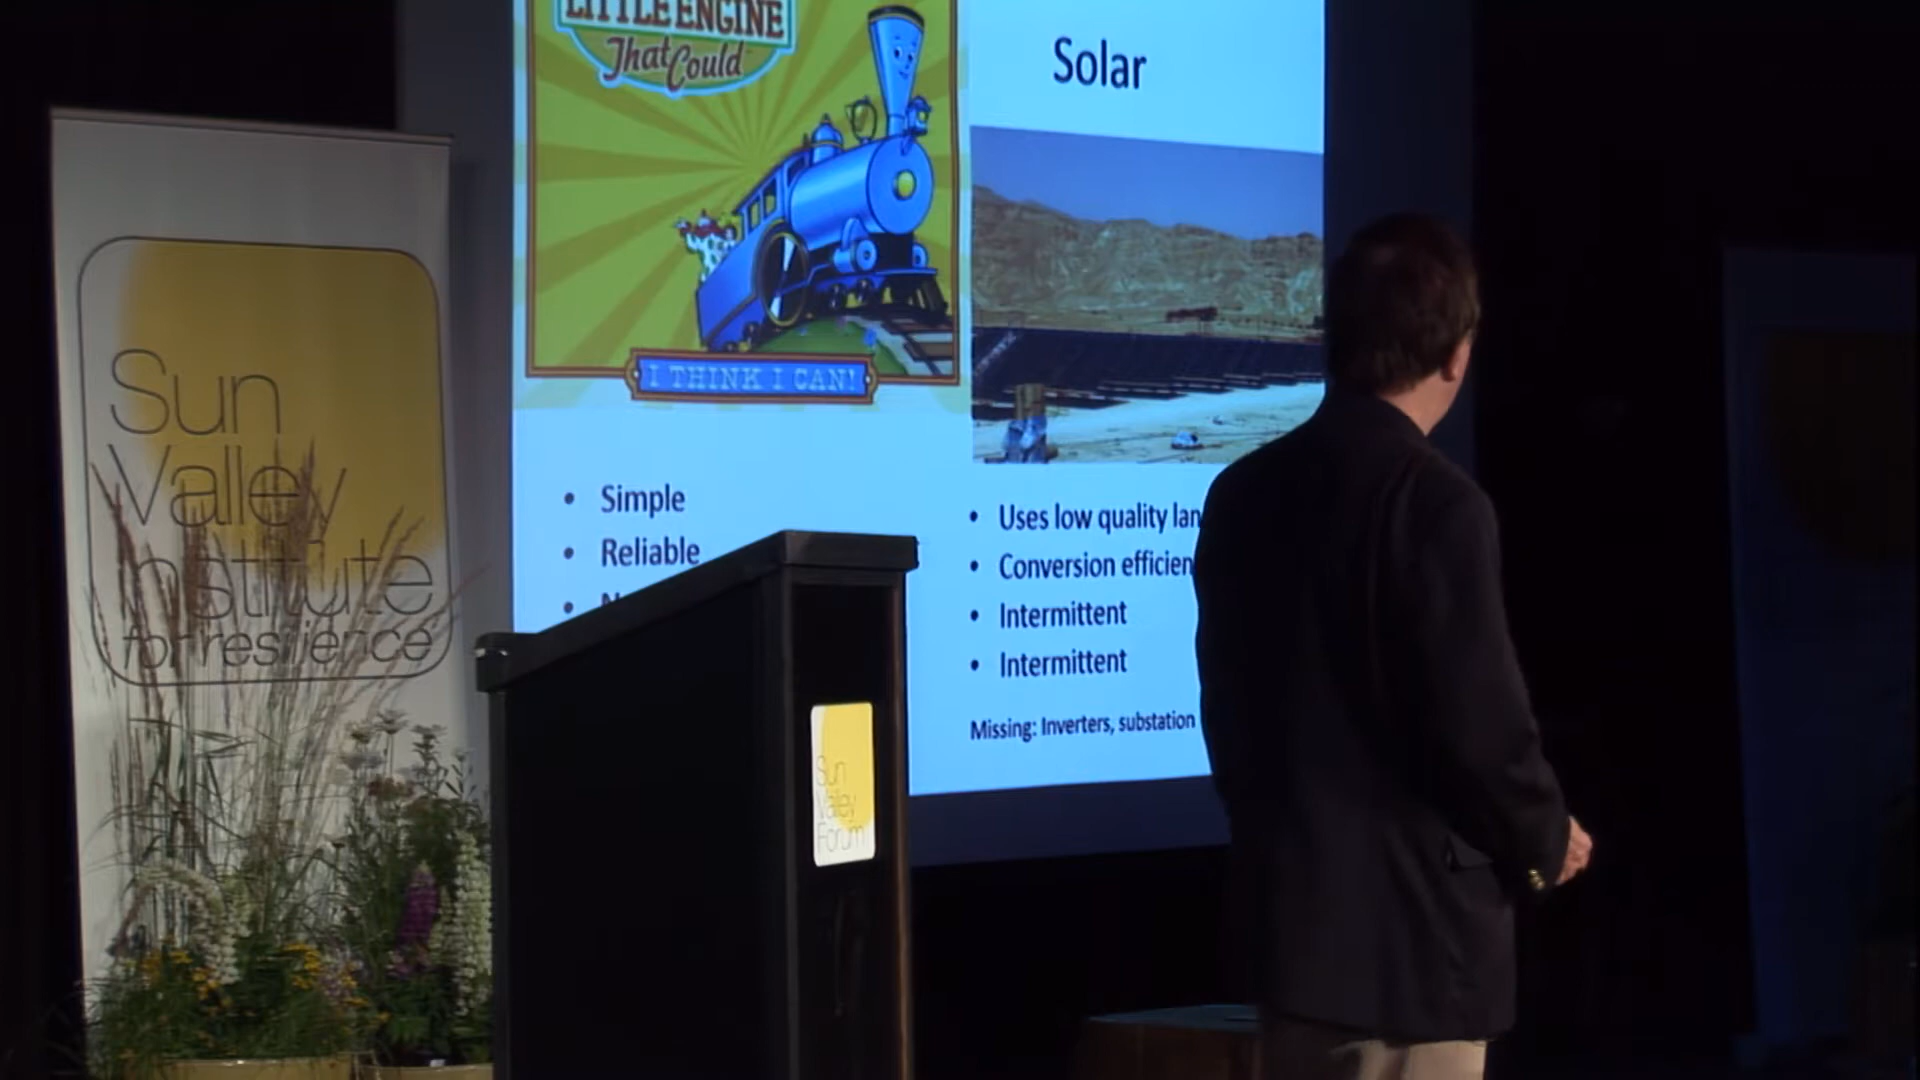 LITTLE ENGINE
That Could
I THINK I CAN!
Simple
Reliable
Solar
Uses low quality lan
Conversion efficien
Intermittent
Intermittent
Missing: Inverters, substation
Sun
Valley
Institute
for resilience
Sun
Valley
Forum